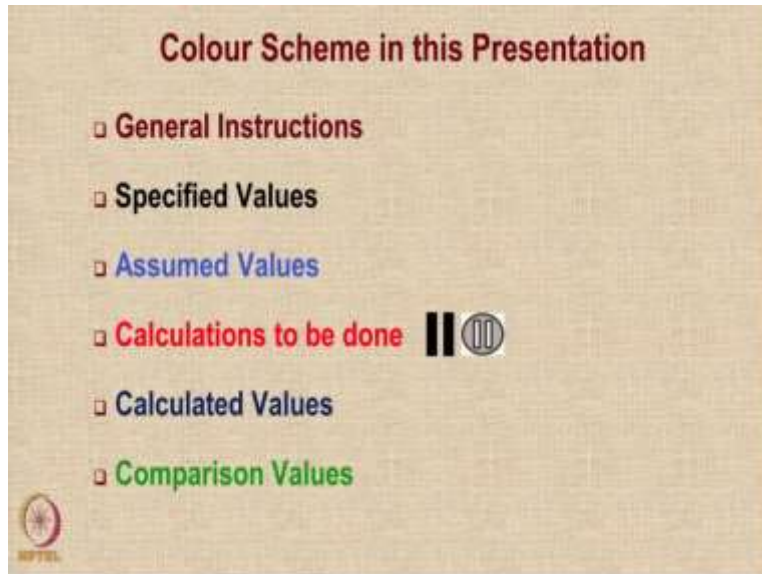 Colour Scheme in this Presentation
General Instructions
Specified Values
Assumed Values
Calculations to be done
Calculated Values
Comparison Values
NPTEL